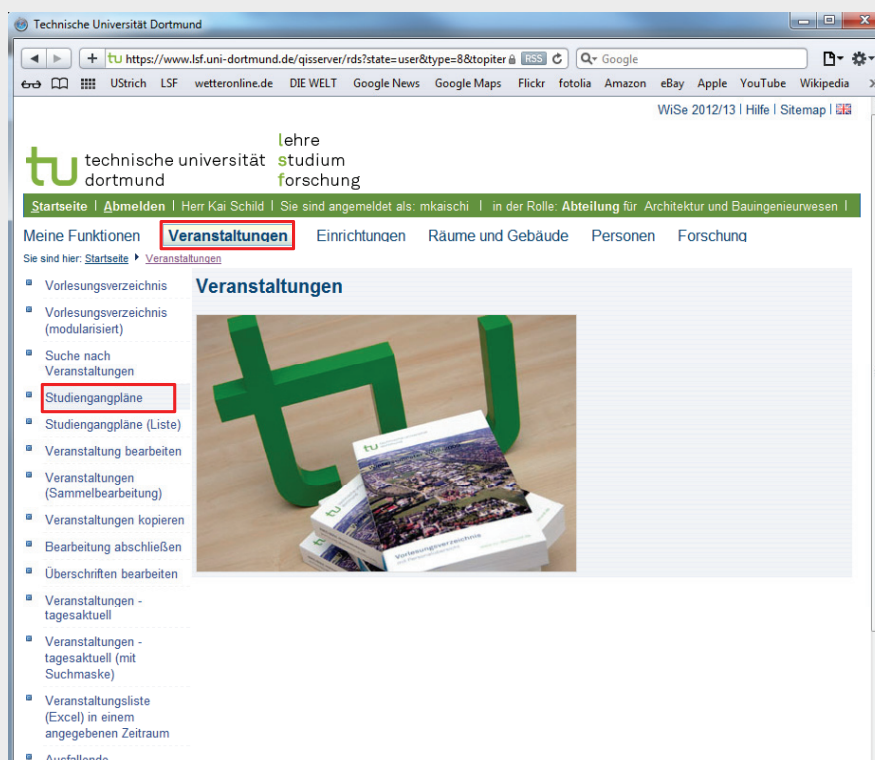 Technische Universität Dortmund
https://www.lsf.uni-dortmund.de/qisserver/rds?state=user&type=8&topiter RSS Google
UStrich LSF wetteronline.de DIE WELT Google News Google Maps Flickr fotolia Amazon eBay Apple YouTube Wikipedia
WiSe 2012/13 | Hilfe | Sitemap |
tu technische universität dortmund
lehre
studium
forschung
Startseite | Abmelden | Herr Kai Schild | Sie sind angemeldet als: mkaischi | in der Rolle: Abteilung für Architektur und Bauingenieurwesen |
Meine Funktionen Veranstaltungen Einrichtungen Räume und Gebäude Personen Forschung
Sie sind hier: Startseite Veranstaltungen
Vorlesungsverzeichnis
Vorlesungsverzeichnis
(modularisiert)
Suche nach
Veranstaltungen
Studiengangpläne
Studiengangpläne (Liste)
Veranstaltung bearbeiten
Veranstaltungen
(Sammelbearbeitung)
Veranstaltungen kopieren
Bearbeitung abschließen
Überschriften bearbeiten
Veranstaltungen -
tagesaktuell
Veranstaltungen -
tagesaktuell (mit
Suchmaske)
Veranstaltungsliste
(Excel) in einem
angegebenen Zeitraum
Ausfallende
Veranstaltungen
tu
tu
Vorlesungsverzeichnis